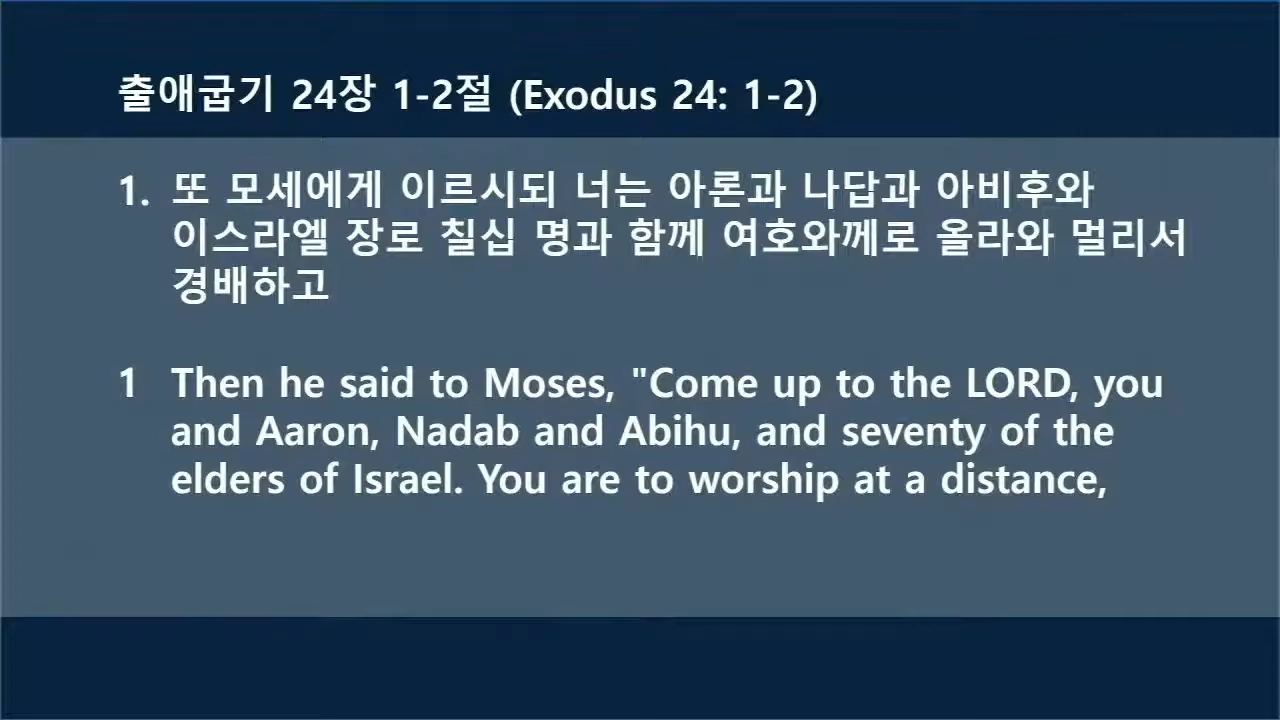 출애굽기 24장 1-2절 (Exodus 24: 1-2)
1. 또 모세에게 이르시되 너는 아론과 나답과 아비후와
이스라엘 장로 칠십 명과 함께 여호와께로 올라와 멀리서
경배하고
1 Then he said to Moses, "Come up to the LORD, you
and Aaron, Nadab and Abihu, and seventy of the
elders of Israel. You are to worship at a distance,